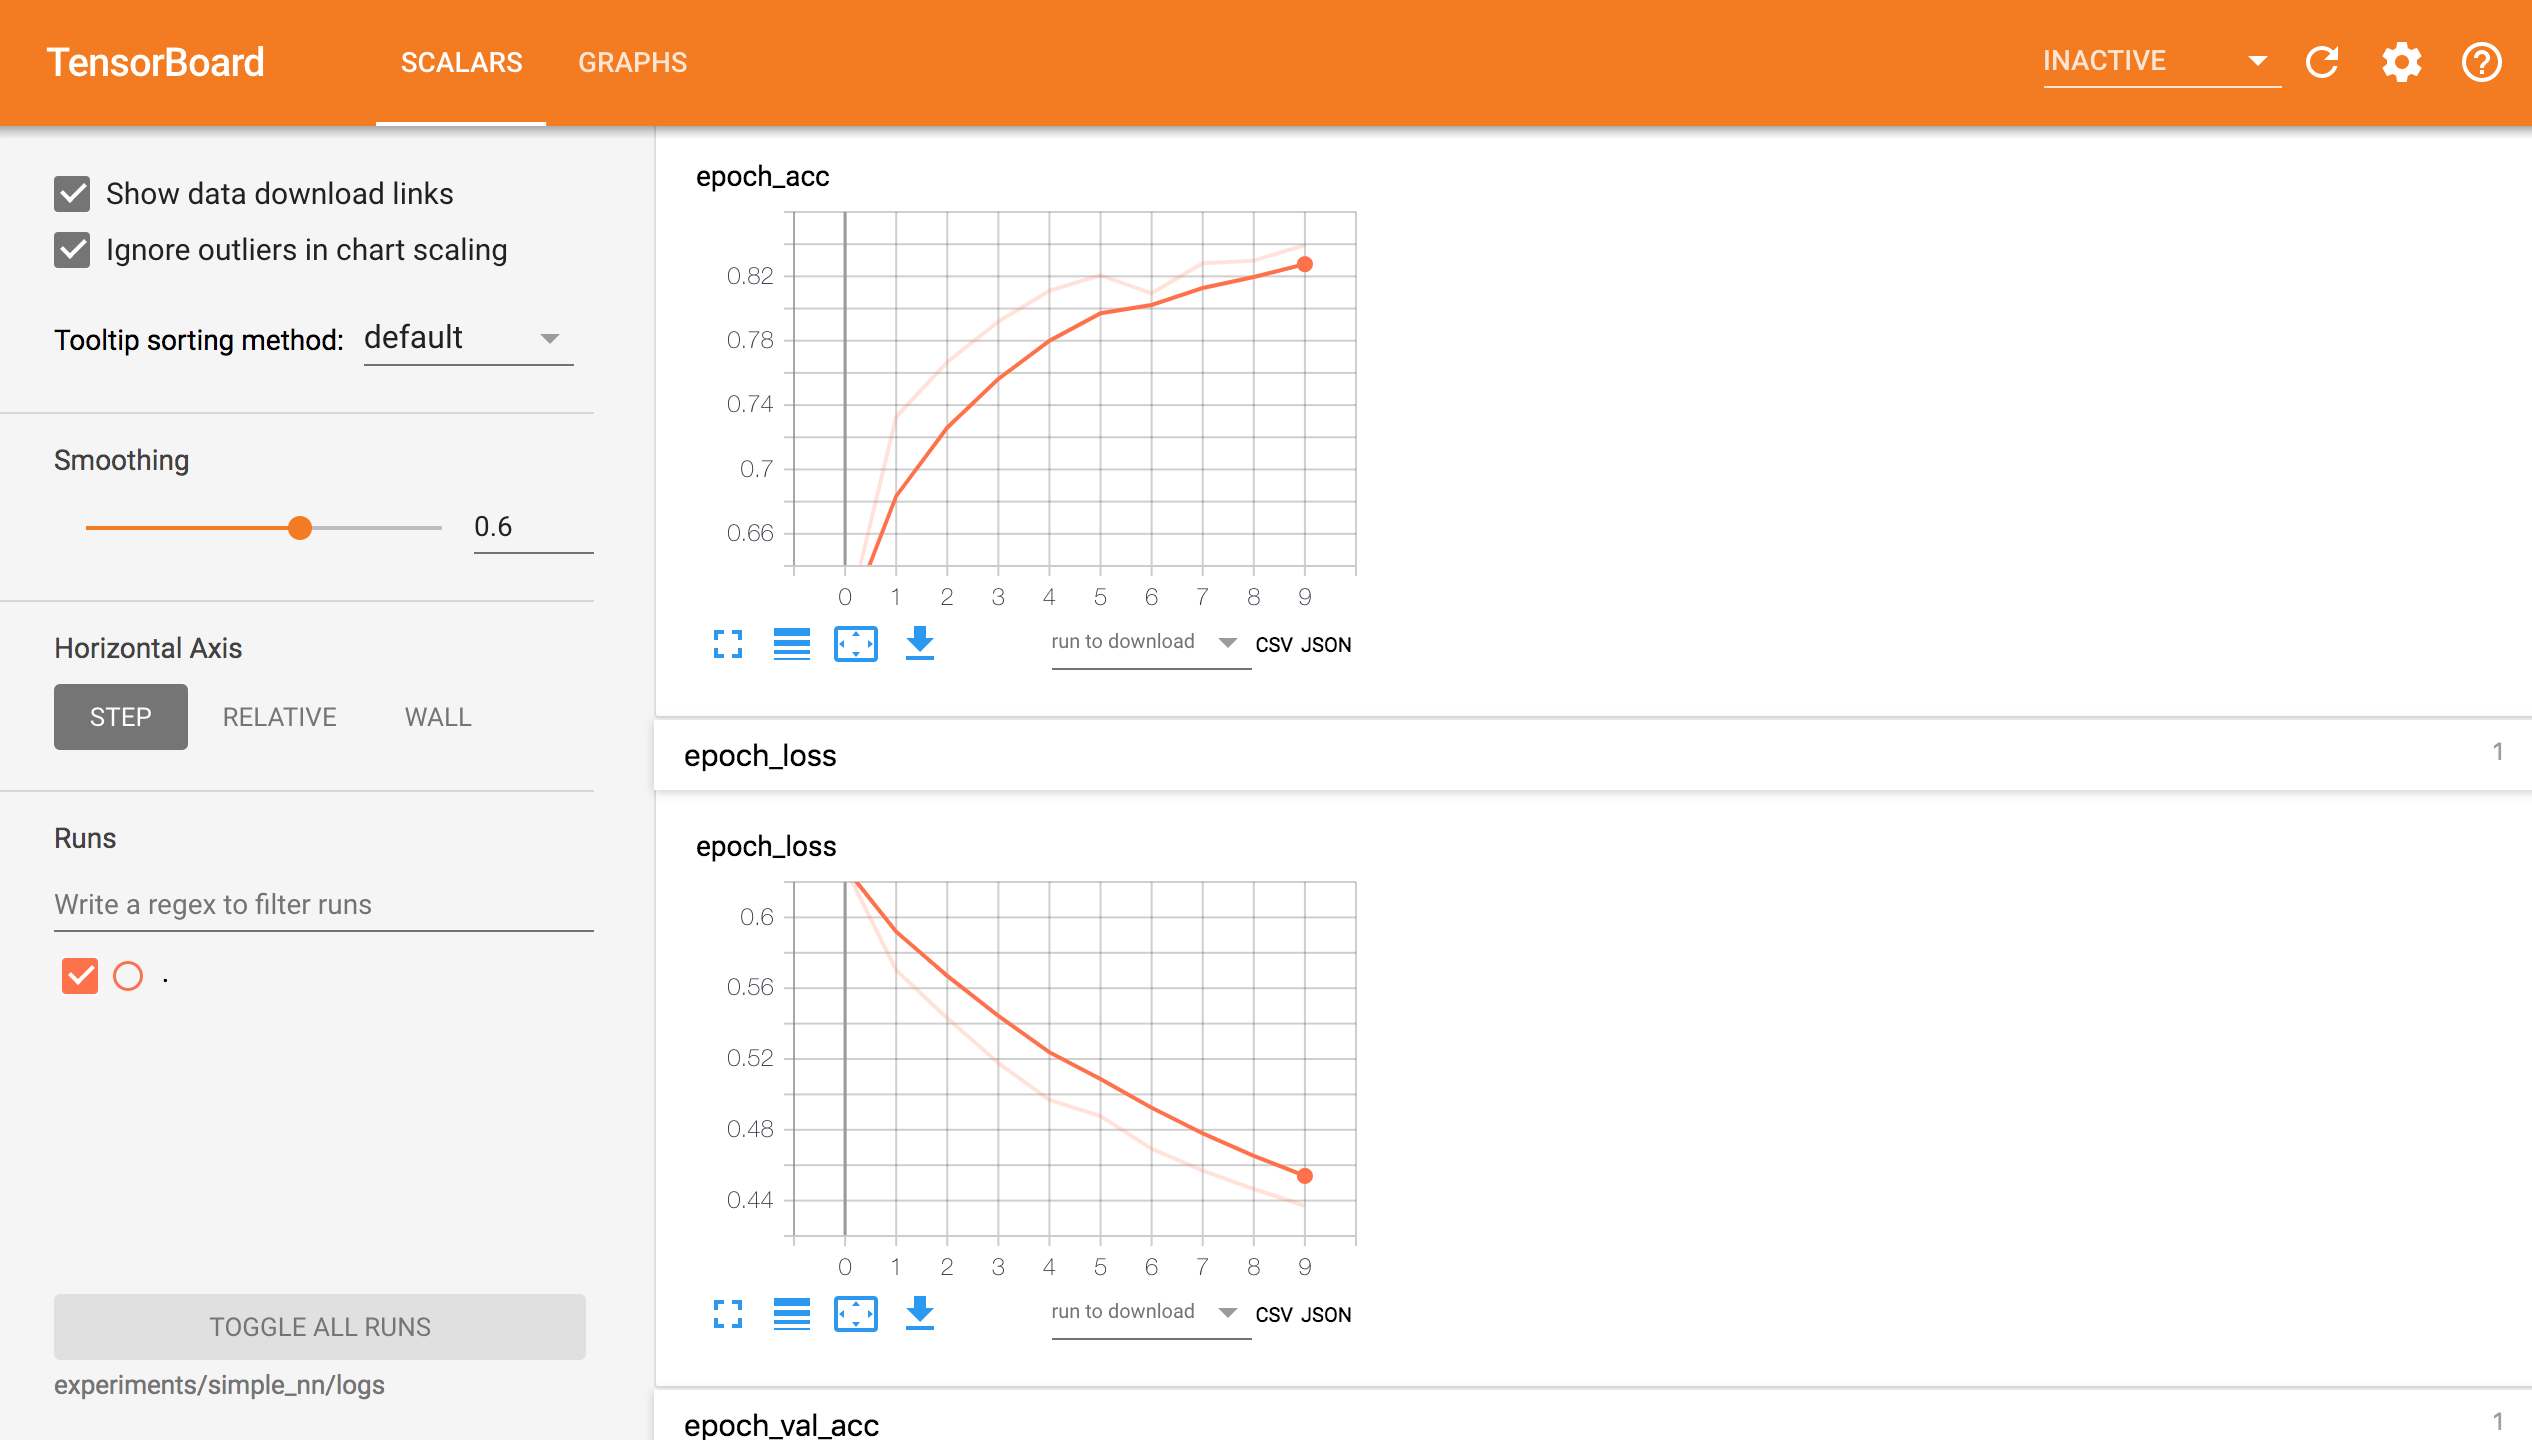 TensorBoard SCALARS GRAPHS INACTIVE
Show data download links
Ignore outliers in chart scaling
Tooltip sorting method: default
Smoothing
0.6
Horizontal Axis
STEP RELATIVE WALL
Runs
Write a regex to filter runs
.
TOGGLE ALL RUNS
experiments/simple_nn/logs
epoch_acc
0.82
0.78
0.74
0.7
0.66
0 1 2 3 4 5 6 7 8 9
run to download CSV JSON
epoch_loss 1
epoch_loss
0.6
0.56
0.52
0.48
0.44
0 1 2 3 4 5 6 7 8 9
run to download CSV JSON
epoch_val_acc 1